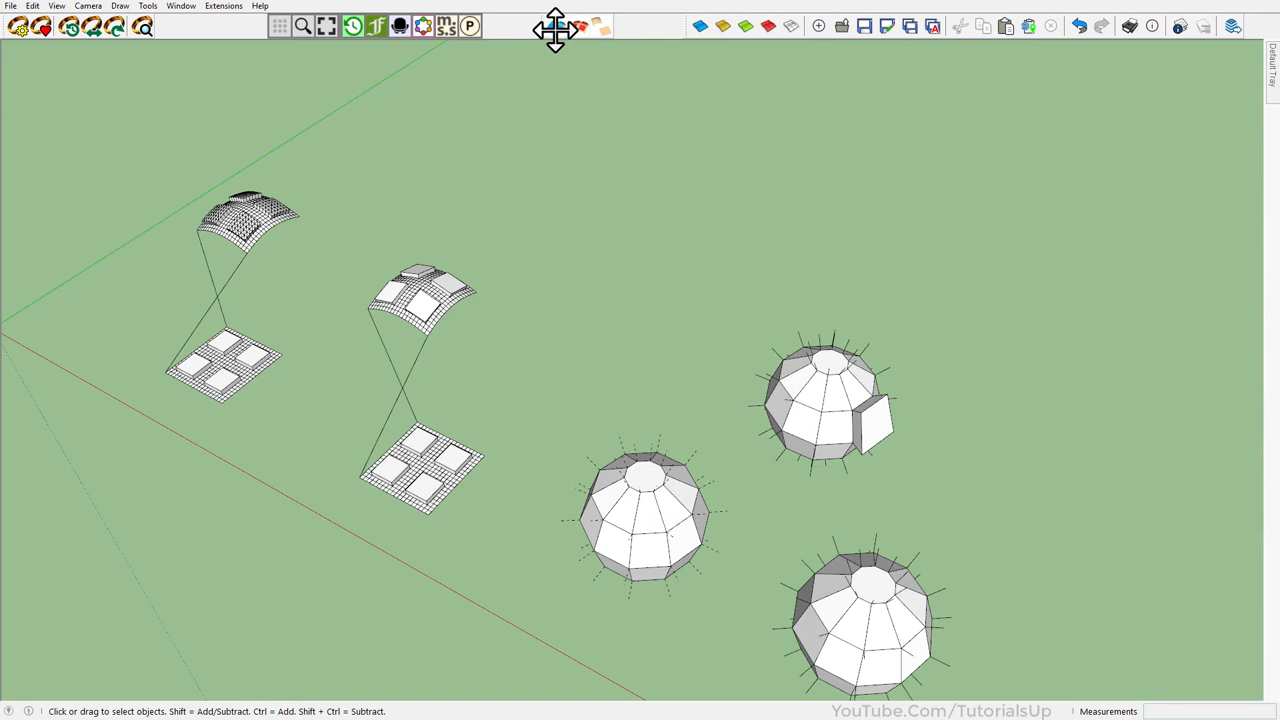 File Edit View Camera Draw Tools Window Extensions Help
m.s.s P
Default Tray
Click or drag to select objects. Shift = Add/Subtract. Ctrl = Add. Shift + Ctrl = Subtract.
YouTube.Com/TutorialsUp
Measurements